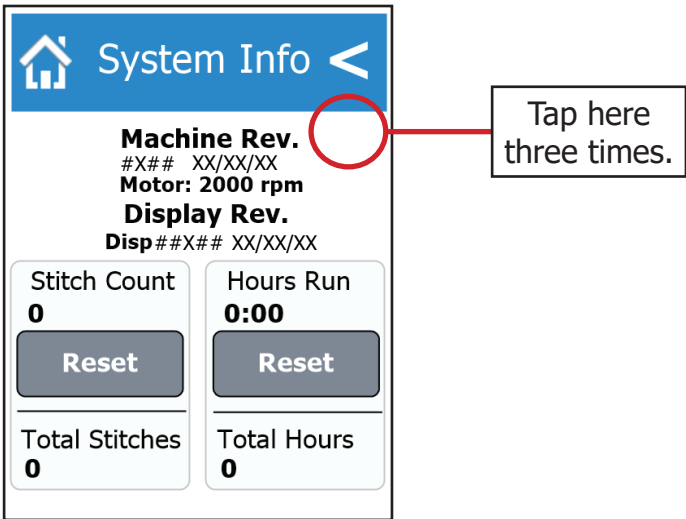 System Info <
Tap here
three times.
Machine Rev.
#X## XX/XX/XX
Motor: 2000 rpm
Display Rev.
Disp##X## XX/XX/XX
Stitch Count
0
Reset
Total Stitches
0
Hours Run
0:00
Reset
Total Hours
0